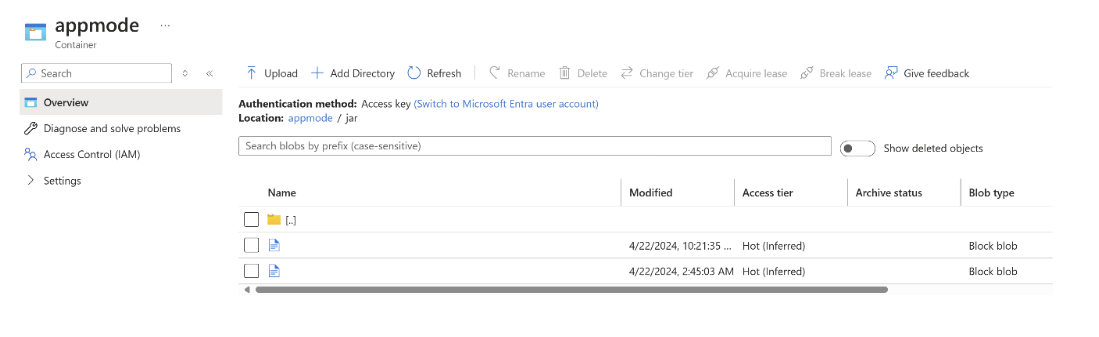 appmode ...
Container
Search
Overview
Diagnose and solve problems
Access Control (IAM)
Settings
Upload Add Directory Refresh Rename Delete Change tier Acquire lease Break lease Give feedback
Authentication method: Access key (Switch to Microsoft Entra user account)
Location: appmode / jar
Search blobs by prefix (case-sensitive)
Show deleted objects
Name Modified Access tier Archive status Blob type
[..]
4/22/2024, 10:21:35 ... Hot (Inferred) Block blob
4/22/2024, 2:45:03 AM Hot (Inferred) Block blob